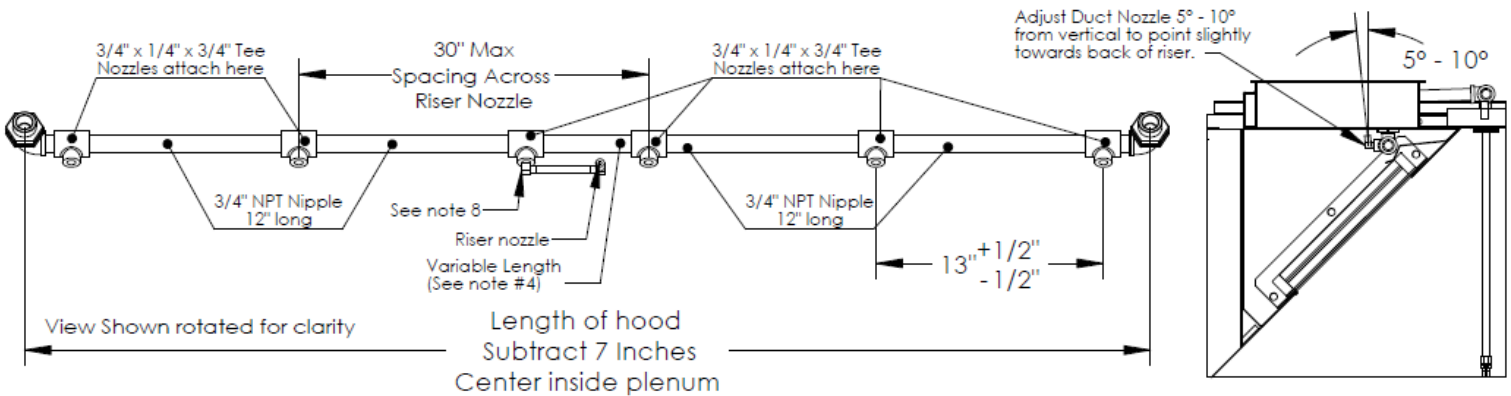 3/4" x 1/4" x 3/4" Tee
Nozzles attach here
30" Max
Spacing Across
Riser Nozzle
3/4" x 1/4" x 3/4" Tee
Nozzles attach here
Adjust Duct Nozzle 5° - 10°
from vertical to point slightly
towards back of riser.
5° - 10°
3/4" NPT Nipple
12" long
See note 8
Riser nozzle
Variable Length
(See note #4)
3/4" NPT Nipple
12" long
13" +1/2"
-1/2"
View Shown rotated for clarity
Length of hood
Subtract 7 Inches
Center inside plenum